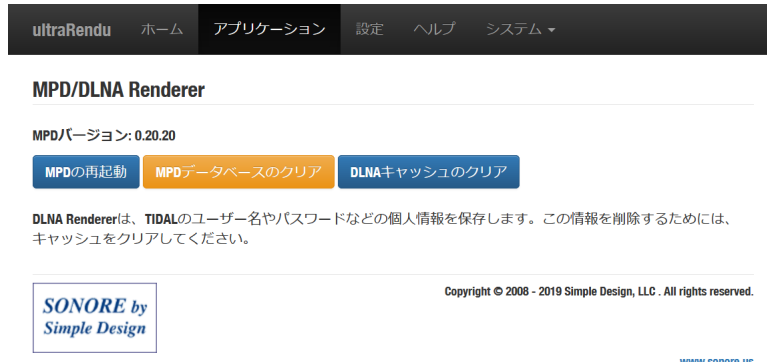 ultraRendu ホーム アプリケーション 設定 ヘルプ システム
MPD/DLNA Renderer
MPDバージョン: 0.20.20
MPDの再起動 MPDデータベースのクリア DLNAキャッシュのクリア
DLNA Rendererは、TIDALのユーザー名やパスワードなどの個人情報を保存します。この情報を削除するためには、
キャッシュをクリアしてください。
Copyright © 2008 - 2019 Simple Design, LLC . All rights reserved.
SONORE by
Simple Design
www.sonore.us